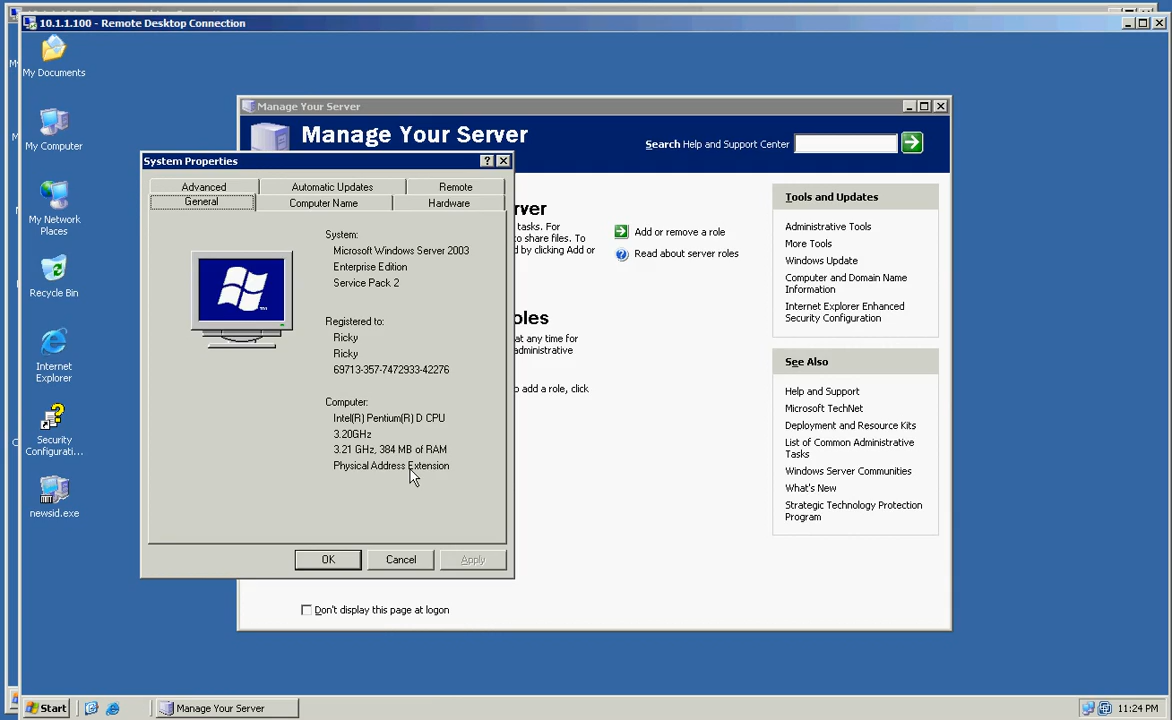 10.1.1.100 - Remote Desktop Connection
My Documents
My Computer
My Network
Places
Recycle Bin
Internet
Explorer
Security
Configurati...
newsid.exe
Manage Your Server
Manage Your Server
Search Help and Support Center
System Properties
Advanced
Automatic Updates
Remote
General
Computer Name
Hardware
System:
Microsoft Windows Server 2003
Enterprise Edition
Service Pack 2
Registered to:
Ricky
Ricky
69713-357-7472933-42276
Computer:
Intel(R) Pentium(R) D CPU
3.20GHz
3.21 GHz, 384 MB of RAM
Physical Address Extension
OK
Cancel
Apply
rver
tasks. For
to share files. To
d by clicking Add or
Add or remove a role
Read about server roles
oles
at any time for
administrative
to add a role, click
Tools and Updates
Administrative Tools
More Tools
Windows Update
Computer and Domain Name
Information
Internet Explorer Enhanced
Security Configuration
See Also
Help and Support
Microsoft TechNet
Deployment and Resource Kits
List of Common Administrative
Tasks
Windows Server Communities
What's New
Strategic Technology Protection
Program
Don't display this page at logon
Start
Manage Your Server
11:24 PM